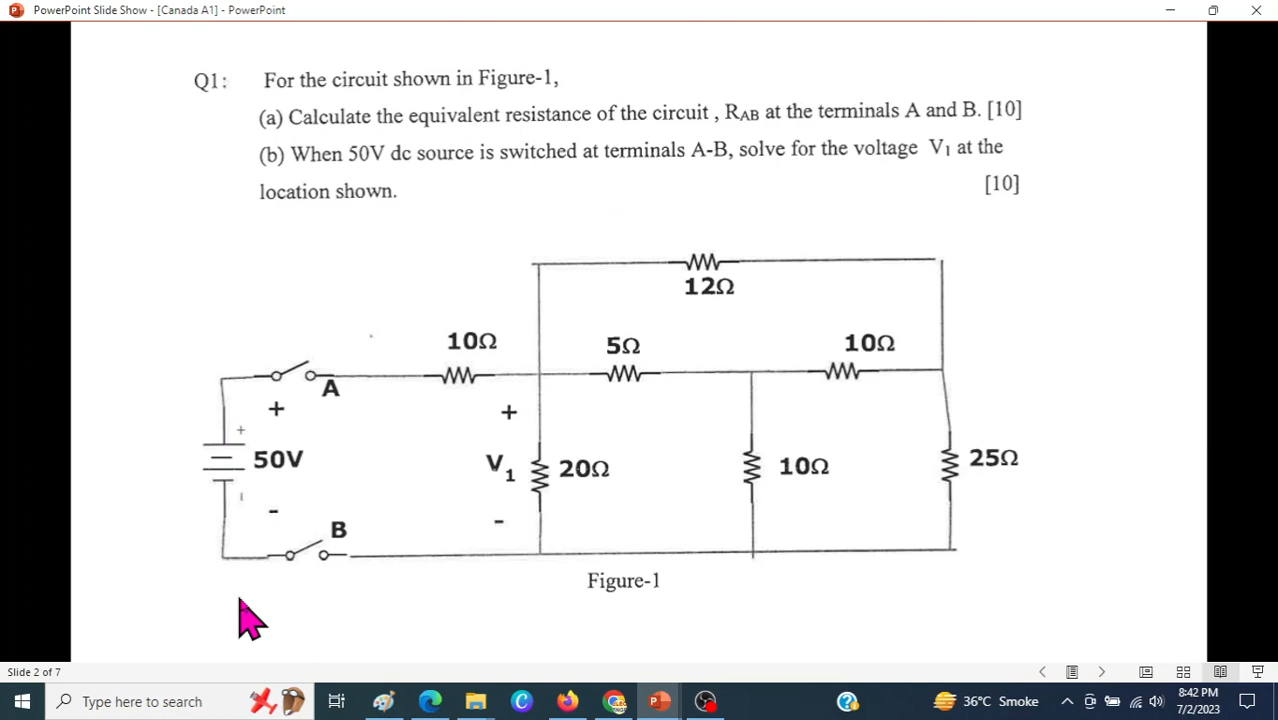 PowerPoint Slide Show - [Canada A1] - PowerPoint
Q1: For the circuit shown in Figure-1,
(a) Calculate the equivalent resistance of the circuit , RAB at the terminals A and B. [10]
(b) When 50V dc source is switched at terminals A-B, solve for the voltage V1 at the
location shown. [10]
12Ω
10Ω 5Ω 10Ω
A
+ +
+
50V V1 20Ω 10Ω 25Ω
- -
B
Figure-1
Slide 2 of 7
Type here to search
36°C Smoke
8:42 PM
7/2/2023